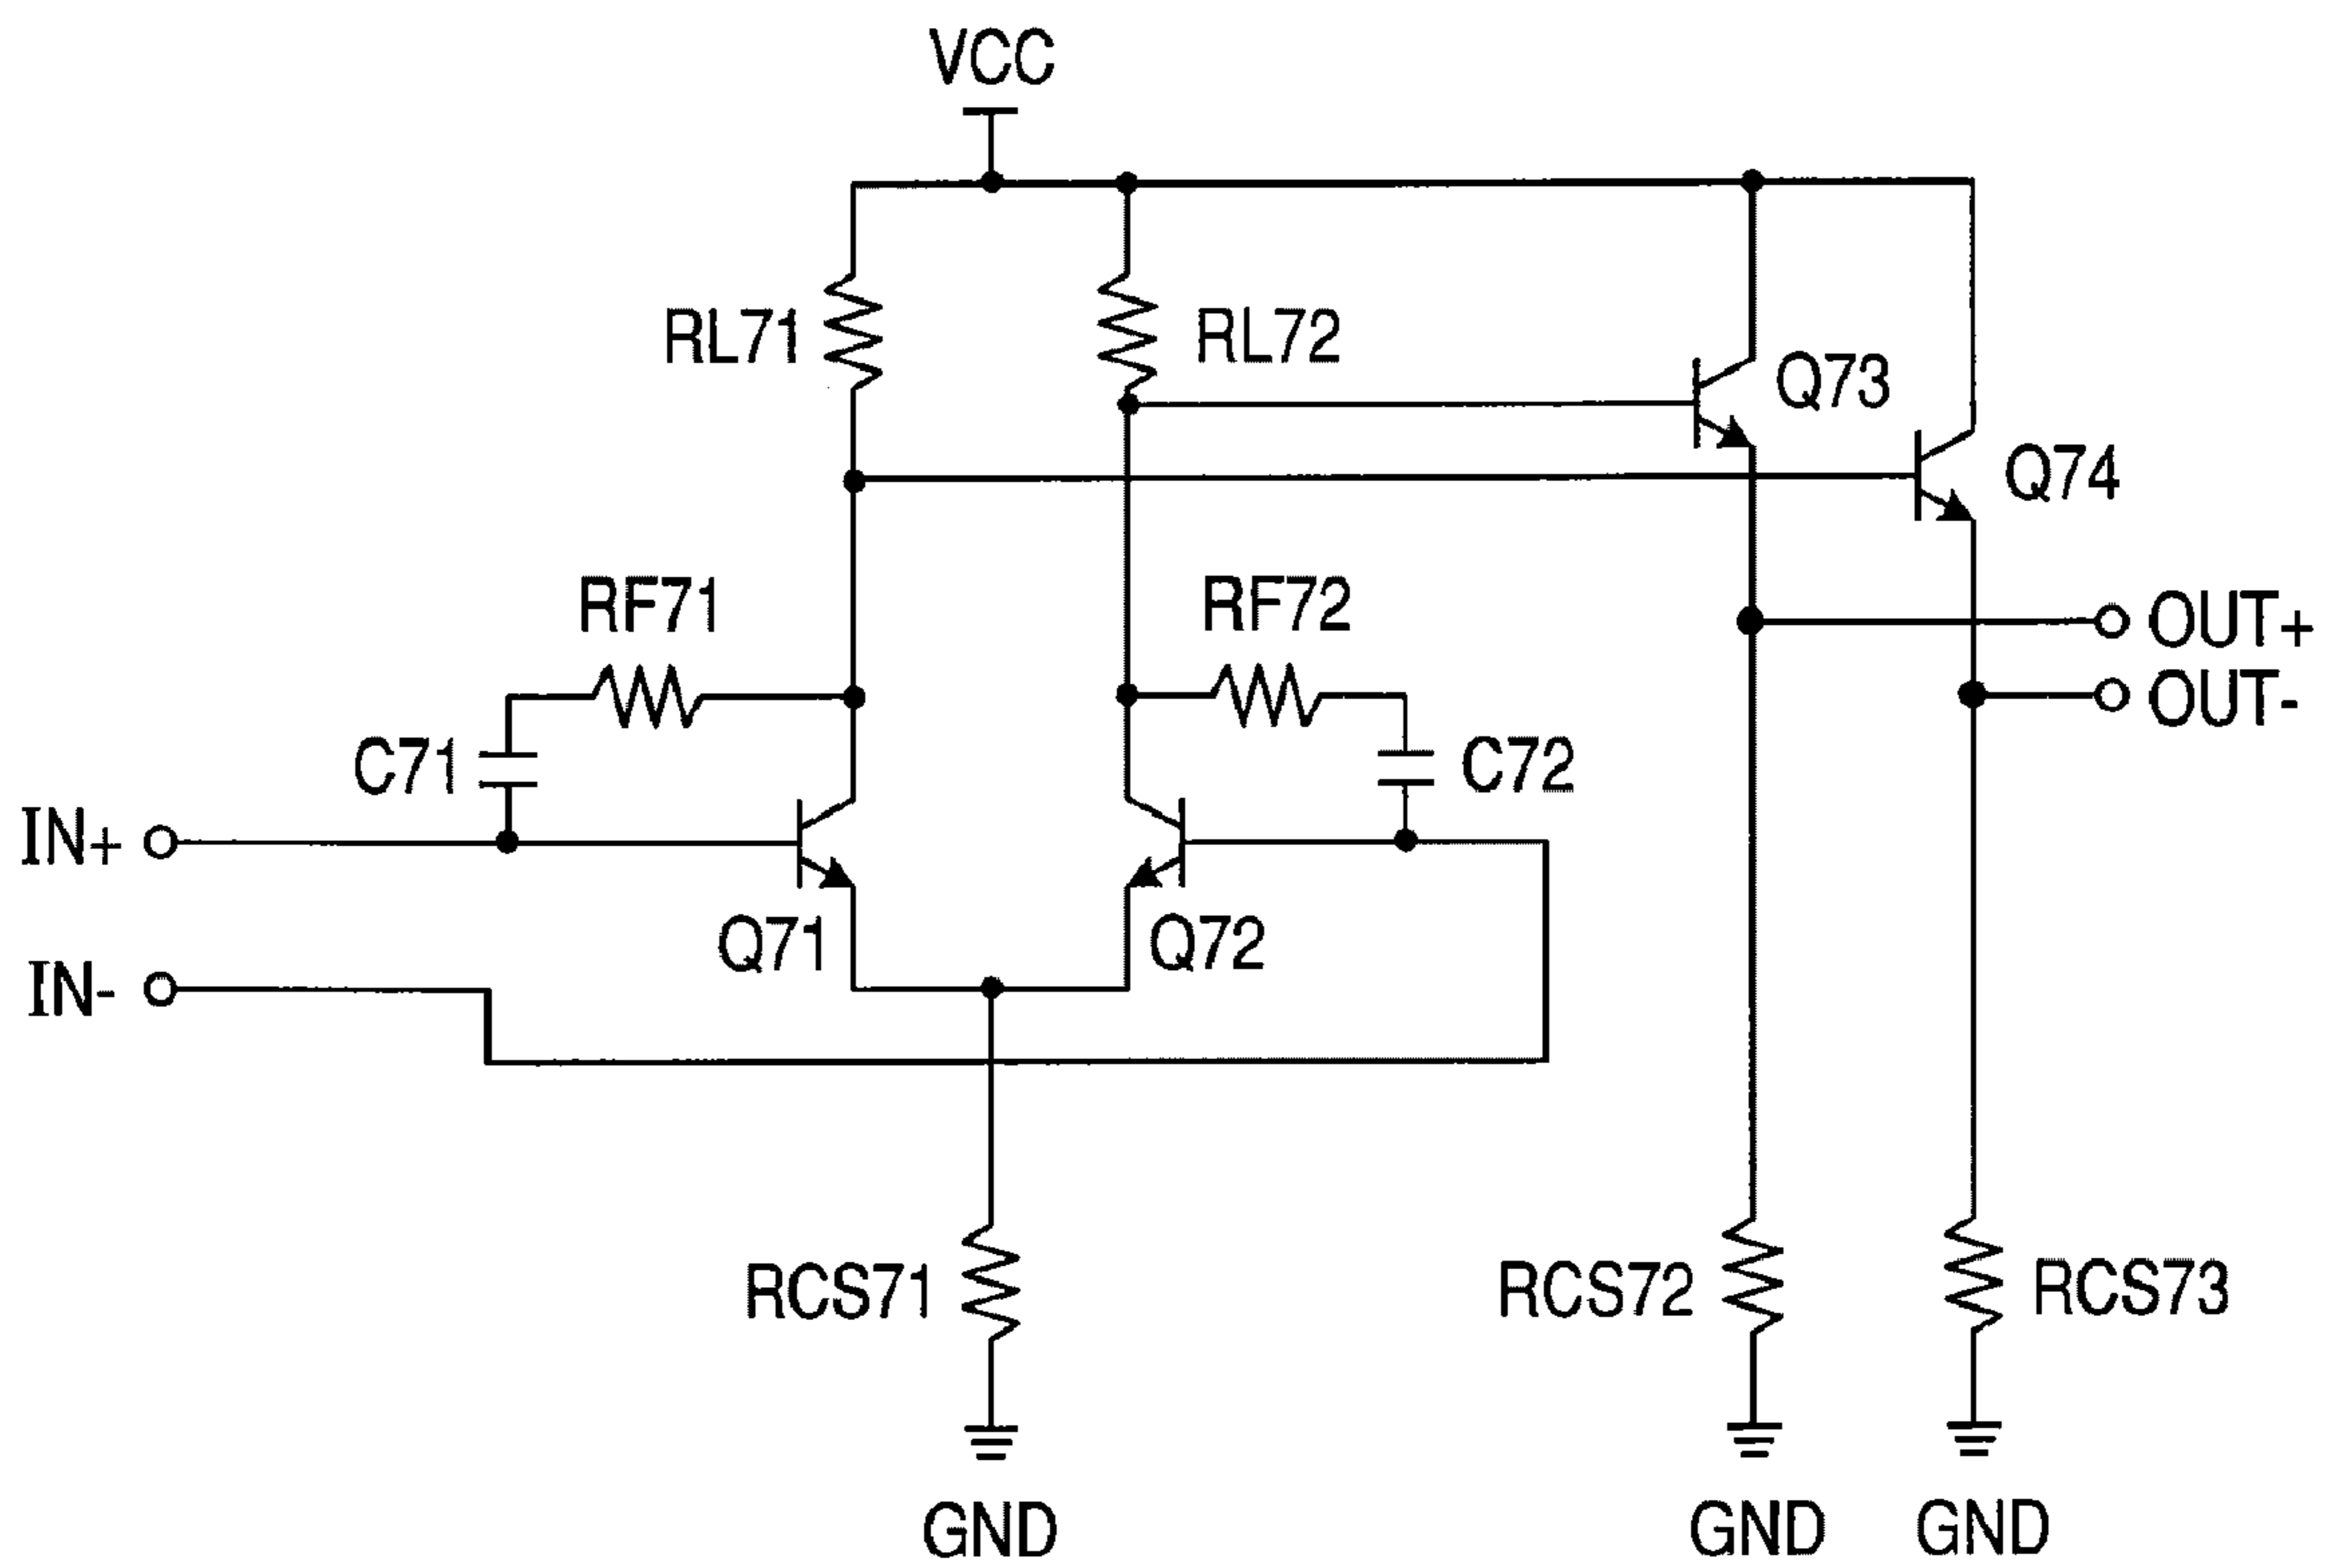 VCC
RL71
RL72
Q73
Q74
RF71
RF72
OUT+
OUT-
C71
C72
IN+
Q71
Q72
IN-
RCS71
RCS72
RCS73
GND
GND
GND